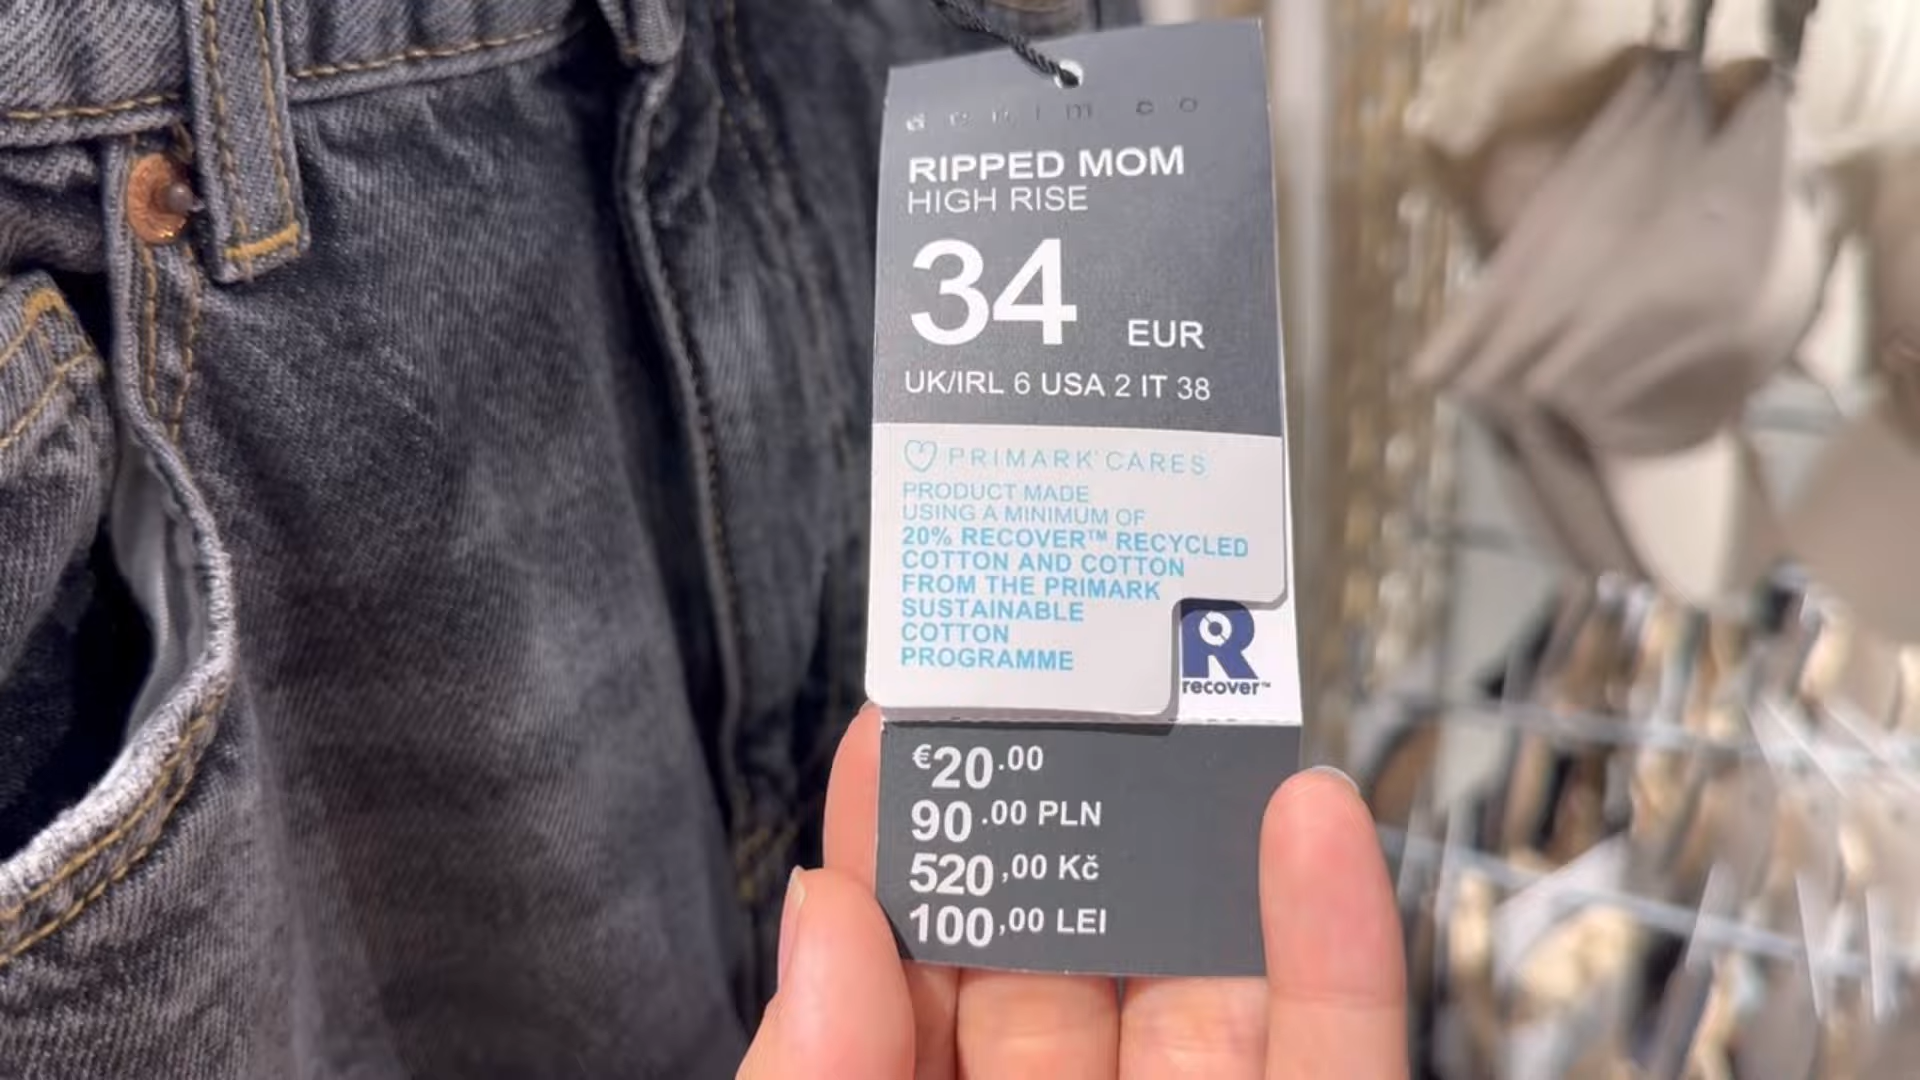 denim co
RIPPED MOM
HIGH RISE
34 EUR
UK/IRL 6 USA 2 IT 38
PRIMARK CARES
PRODUCT MADE
USING A MINIMUM OF
20% RECOVER™ RECYCLED
COTTON AND COTTON
FROM THE PRIMARK
SUSTAINABLE
COTTON
PROGRAMME
R
recover™
€20.00
90.00 PLN
520,00 Kč
100,00 LEI